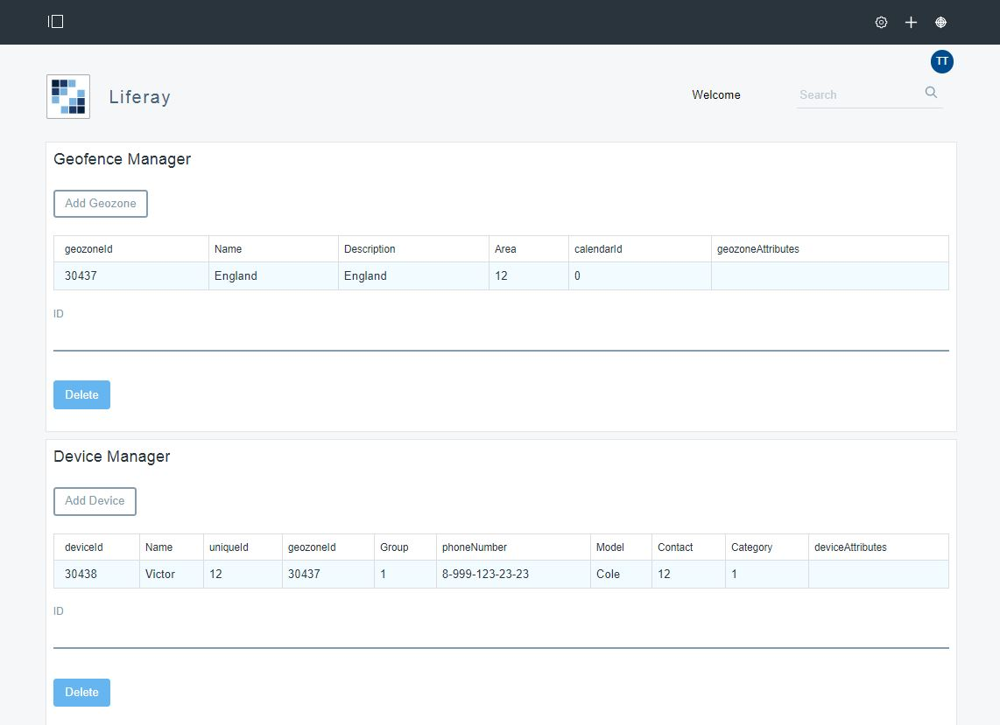 TT
Liferay
Welcome
Search
Geofence Manager
Add Geozone
geozoneId Name Description Area calendarId geozoneAttributes
30437 England England 12 0
ID
Delete
Device Manager
Add Device
deviceId Name uniqueId geozoneId Group phoneNumber Model Contact Category deviceAttributes
30438 Victor 12 30437 1 8-999-123-23-23 Cole 12 1
ID
Delete